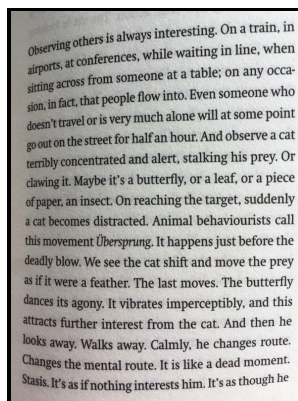 Observing others is always interesting. On a train, in
airports, at conferences, while waiting in line, when
sitting across from someone at a table; on any occa-
sion, in fact, that people flow into. Even someone who
doesn't travel or is very much alone will at some point
go out on the street for half an hour. And observe a cat
terribly concentrated and alert, stalking his prey. Or
clawing it. Maybe it's a butterfly, or a leaf, or a piece
of paper, an insect. On reaching the target, suddenly
a cat becomes distracted. Animal behaviourists call
this movement Übersprung. It happens just before the
deadly blow. We see the cat shift and move the prey
as if it were a feather. The last moves. The butterfly
dances its agony. It vibrates imperceptibly, and this
attracts further interest from the cat. And then he
looks away. Walks away. Calmly, he changes route.
Changes the mental route. It is like a dead moment.
Stasis. It's as if nothing interests him. It's as though he